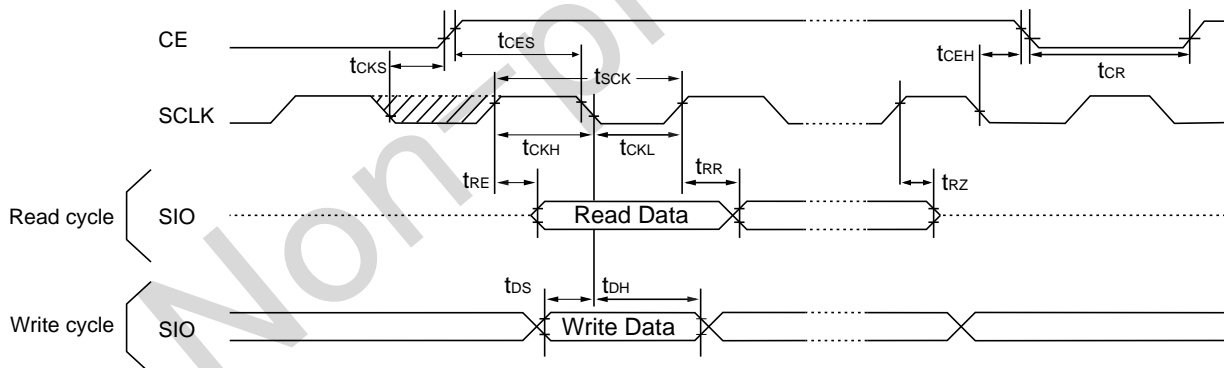 CE
tCES
tCKS
tCEH
tCR
tSCK
SCLK
tCKH
tCKL
tRE
tRR
tRZ
Read cycle
SIO
Read Data
tDS
tDH
Write cycle
SIO
Write Data